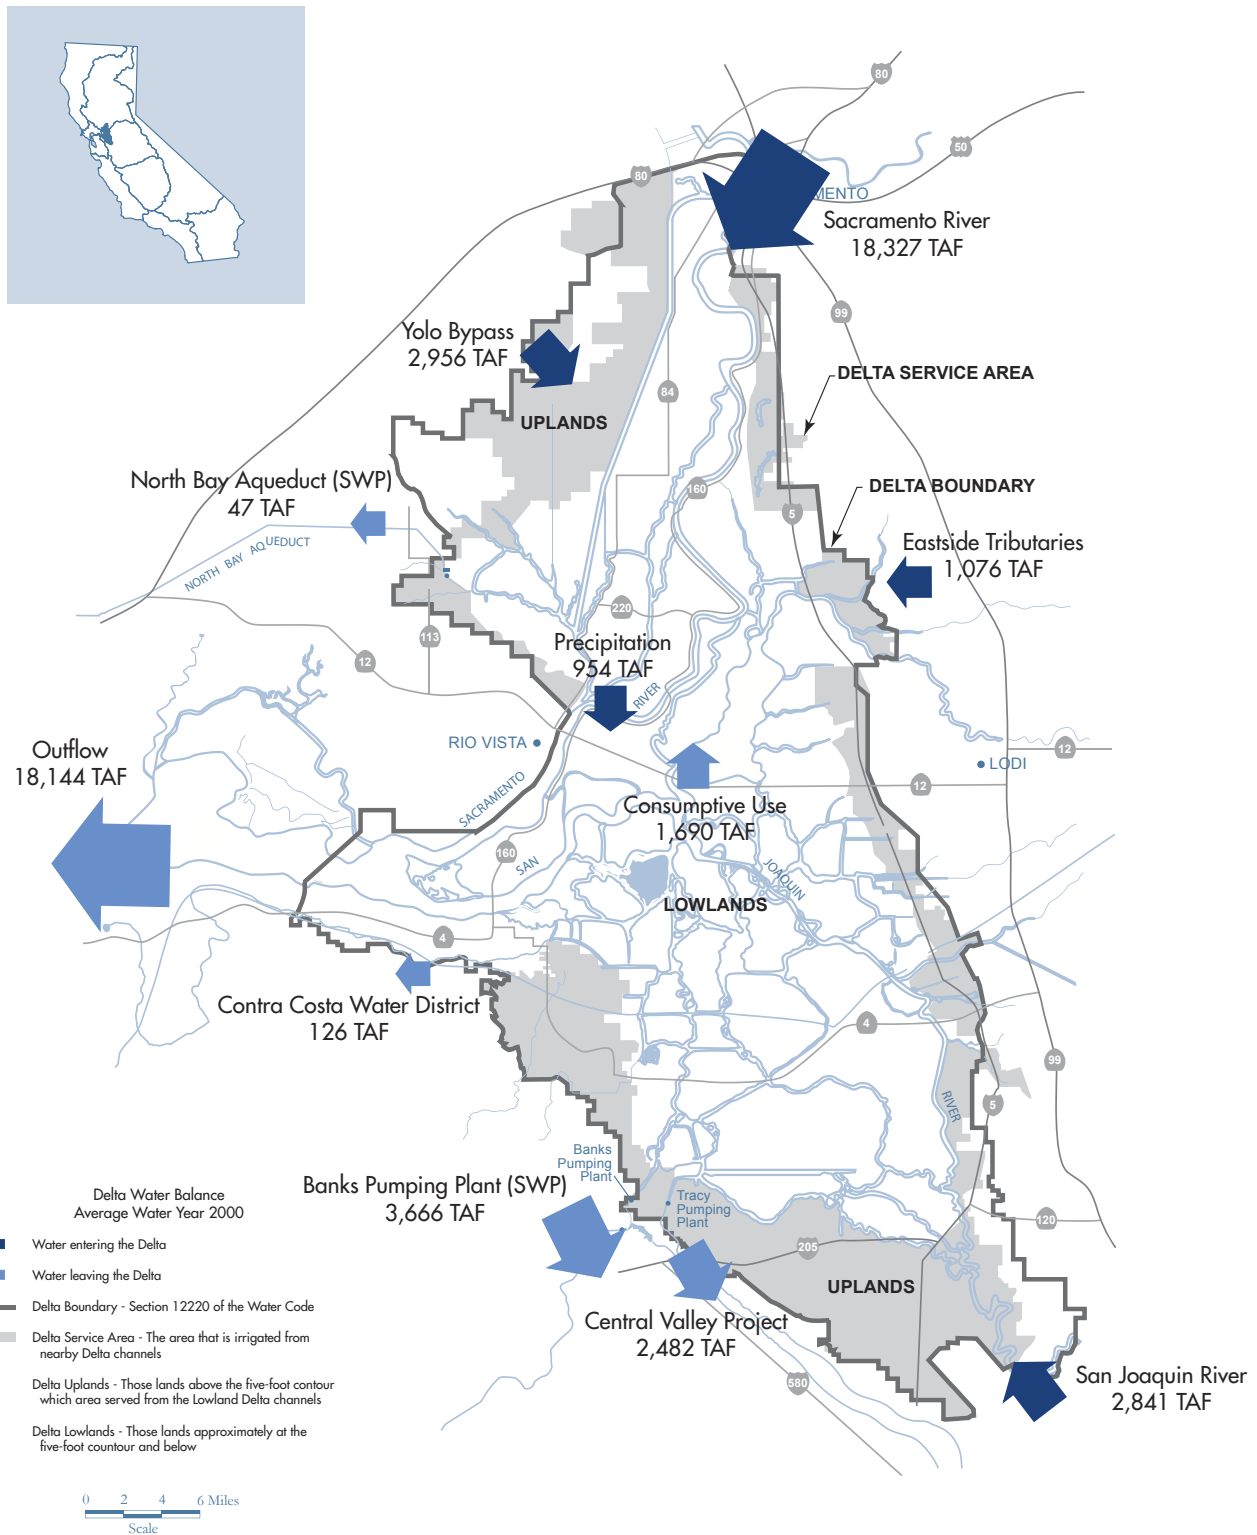 80
50
80
MENTO
Sacramento River
18,327 TAF
99
Yolo Bypass
2,956 TAF
DELTA SERVICE AREA
84
UPLANDS
North Bay Aqueduct (SWP)
47 TAF
160
DELTA BOUNDARY
5
NORTH BAY AQUEDUCT
Eastside Tributaries
1,076 TAF
220
113
12
Precipitation
954 TAF
RIVER
RIO VISTA
12
LODI
Outflow
18,144 TAF
12
SACRAMENTO
Consumptive Use
1,690 TAF
160
SAN
JOAQUIN
LOWLANDS
4
Contra Costa Water District
126 TAF
4
99
RIVER
5
Banks
Pumping
Plant
Banks Pumping Plant (SWP)
3,666 TAF
Tracy
Pumping
Plant
120
205
UPLANDS
Central Valley Project
2,482 TAF
580
San Joaquin River
2,841 TAF
Delta Water Balance
Average Water Year 2000
Water entering the Delta
Water leaving the Delta
Delta Boundary - Section 12220 of the Water Code
Delta Service Area - The area that is irrigated from
nearby Delta channels
Delta Uplands - Those lands above the five-foot contour
which area served from the Lowland Delta channels
Delta Lowlands - Those lands approximately at the
five-foot countour and below
0 2 4 6 Miles
Scale